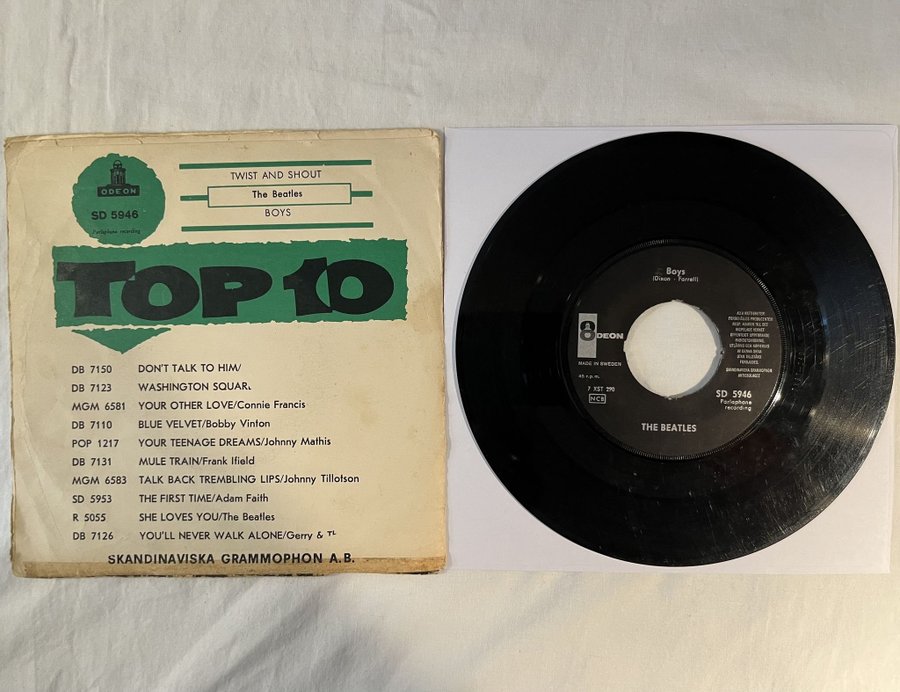 ODEON
SD 5946
Parlophone recording
TWIST AND SHOUT
The Beatles
BOYS
TOP 10
DB 7150 DON'T TALK TO HIM/
DB 7123 WASHINGTON SQUAR
MGM 6581 YOUR OTHER LOVE/Connie Francis
DB 7110 BLUE VELVET/Bobby Vinton
POP 1217 YOUR TEENAGE DREAMS/Johnny Mathis
DB 7131 MULE TRAIN/Frank Ifield
MGM 6583 TALK BACK TREMBLING LIPS/Johnny Tillotson
SD 5953 THE FIRST TIME/Adam Faith
R 5055 SHE LOVES YOU/The Beatles
DB 7126 YOU'LL NEVER WALK ALONE/Gerry &
SKANDINAVISKA GRAMMOPHON A.B.
Boys
(Dixon - Farrell)
ODEON
MADE IN SWEDEN
45 r.p.m.
7 XST 290
NCB
SD 5946
Parlophone
recording
THE BEATLES